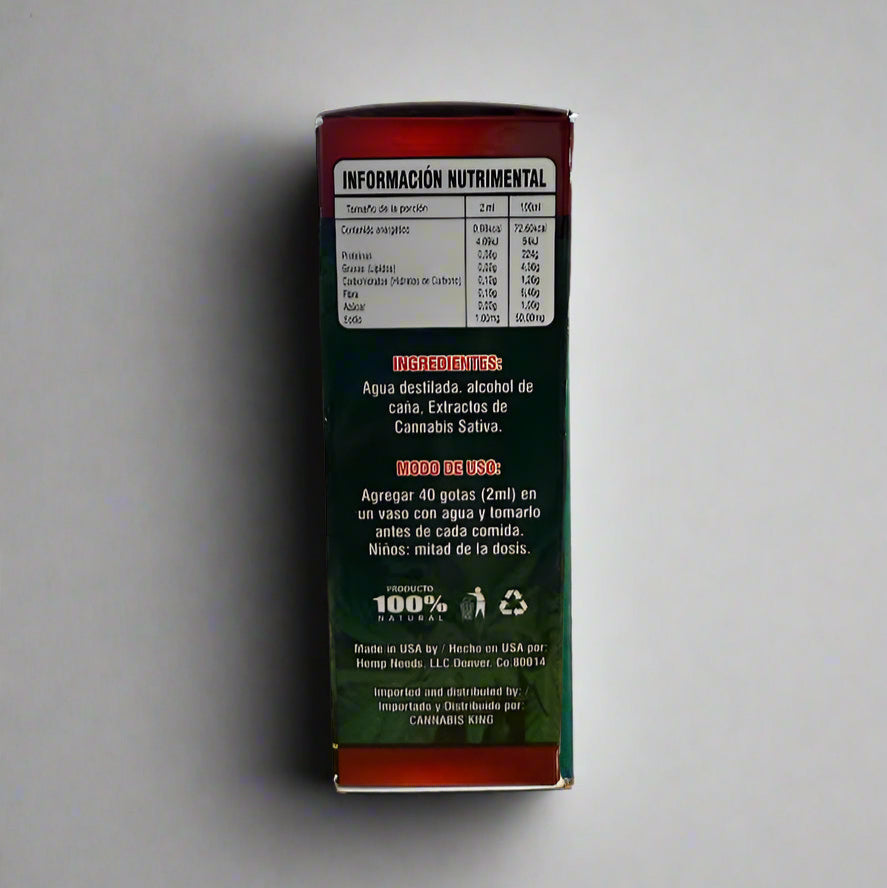 INFORMACIÓN NUTRIMENTAL
Tamaño de la porción 2 ml 100ml
Contenido energético
Proteínas
Grasas (Lípidos)
Carbohidratos (Hidratos de Carbono)
Fibra
Azúcar
Sodio 1.00mg 50.00mg
INGREDIENTES:
Agua destilada. alcohol de
caña, Extractos de
Cannabis Sativa.
MODO DE USO:
Agregar 40 gotas (2ml) en
un vaso con agua y tomarlo
antes de cada comida.
Niños: mitad de la dosis.
PRODUCTO
100%
NATURAL
Made in USA by / Hecho en USA por:
Hemp Needs, LLC Denver. Co.80014
Imported and distributed by: /
Importado y Distribuido por:
CANNABIS KING